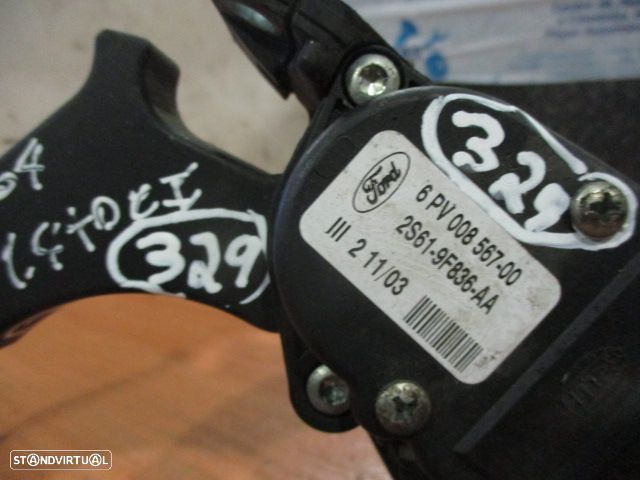 04
1.4 TDCI
329
329
Ford
6 PV 008 567-00
2S61-9F836-AA
III 2 11/03
STANDVIRTUAL